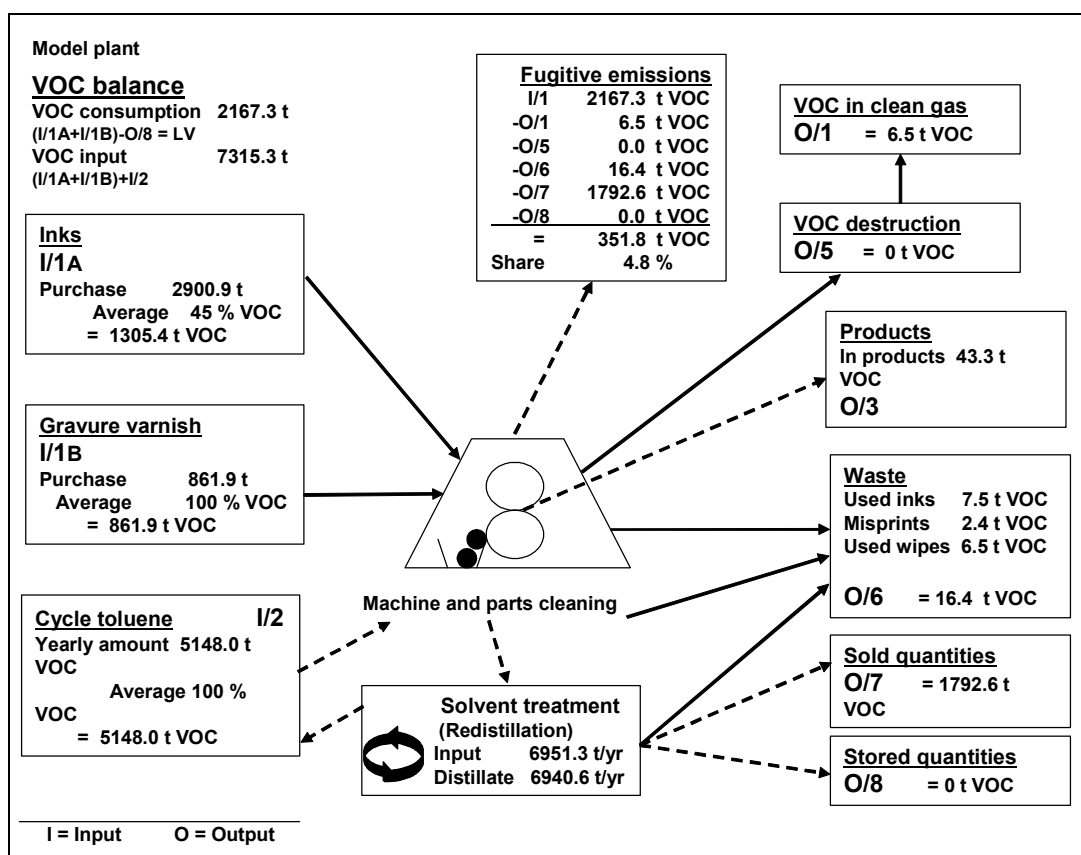 Model plant
VOC balance
VOC consumption 2167.3 t
(I/1A+I/1B)-O/8 = LV
VOC input 7315.3 t
(I/1A+I/1B)+I/2
Fugitive emissions
I/1 2167.3 t VOC
-O/1 6.5 t VOC
-O/5 0.0 t VOC
-O/6 16.4 t VOC
-O/7 1792.6 t VOC
-O/8 0.0 t VOC
= 351.8 t VOC
Share 4.8 %
VOC in clean gas
O/1 = 6.5 t VOC
VOC destruction
O/5 = 0 t VOC
Inks
I/1A
Purchase 2900.9 t
Average 45 % VOC
= 1305.4 t VOC
Products
In products 43.3 t
VOC
O/3
Gravure varnish
I/1B
Purchase 861.9 t
Average 100 % VOC
= 861.9 t VOC
Waste
Used inks 7.5 t VOC
Misprints 2.4 t VOC
Used wipes 6.5 t VOC
O/6 = 16.4 t VOC
Machine and parts cleaning
Cycle toluene I/2
Yearly amount 5148.0 t
VOC
Average 100 %
VOC
= 5148.0 t VOC
Solvent treatment
(Redistillation)
Input 6951.3 t/yr
Distillate 6940.6 t/yr
Sold quantities
O/7 = 1792.6 t
VOC
Stored quantities
O/8 = 0 t VOC
I = Input O = Output